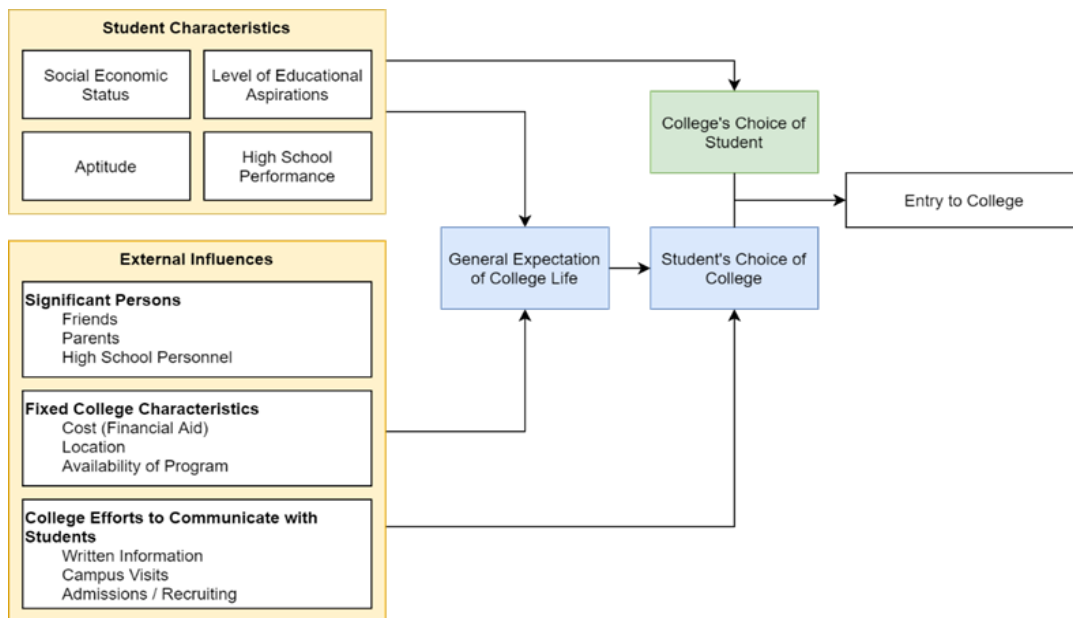 Student Characteristics
Social Economic
Status
Level of Educational
Aspirations
Aptitude
High School
Performance
External Influences
Significant Persons
Friends
Parents
High School Personnel
Fixed College Characteristics
Cost (Financial Aid)
Location
Availability of Program
College Efforts to Communicate with
Students
Written Information
Campus Visits
Admissions / Recruiting
General Expectation
of College Life
College's Choice of
Student
Student's Choice of
College
Entry to College